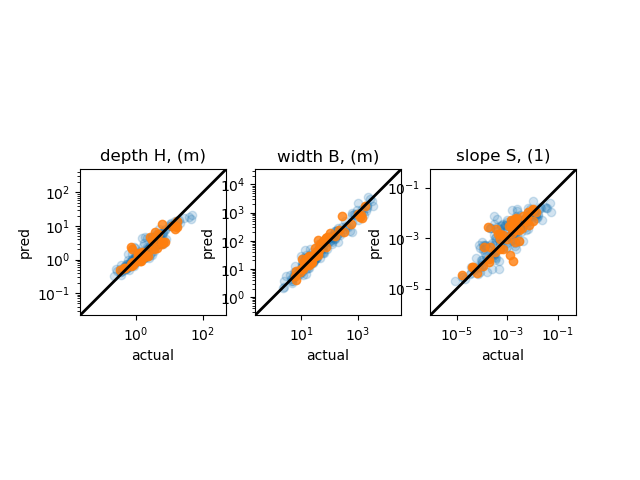 depth H, (m)
width B, (m)
slope S, (1)
pred
10²
10¹
10⁰
10⁻¹
10⁰
10²
actual
pred
10⁴
10³
10²
10¹
10⁰
10¹
10³
actual
pred
10⁻¹
10⁻³
10⁻⁵
10⁻⁵
10⁻³
10⁻¹
actual